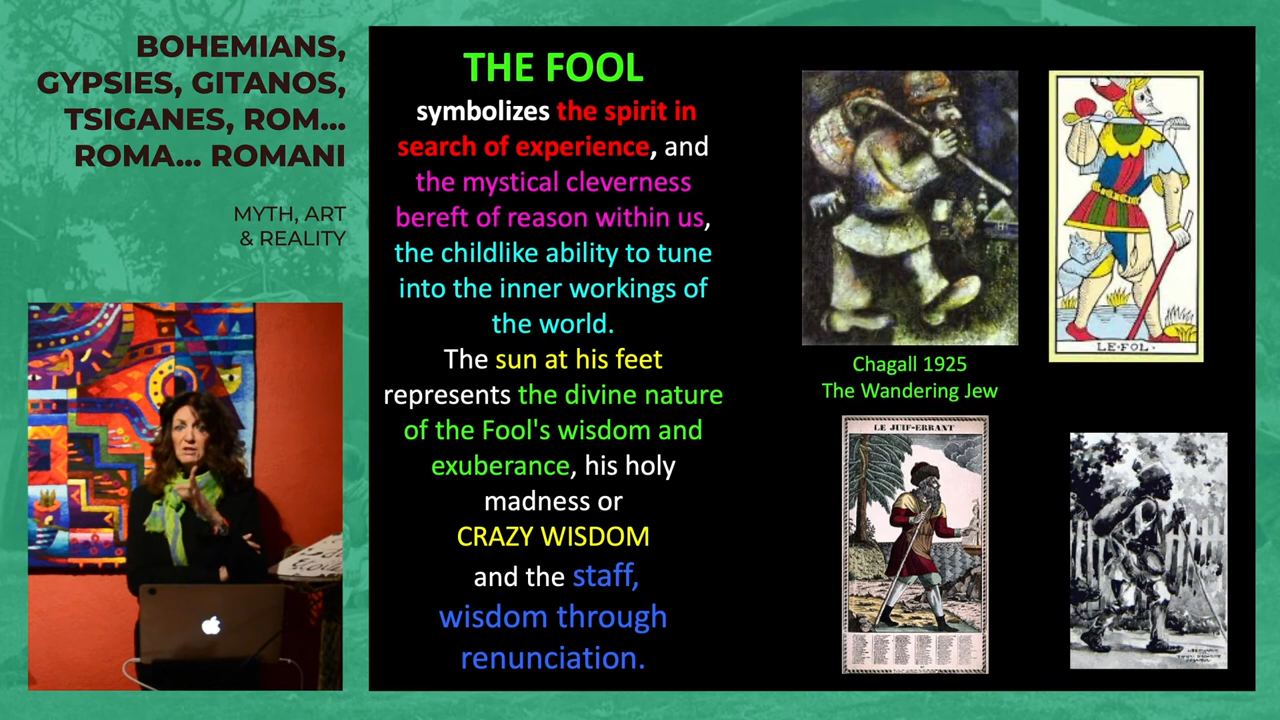 BOHEMIANS,
GYPSIES, GITANOS,
TSIGANES, ROM...
ROMA... ROMANI
MYTH, ART
& REALITY
THE FOOL
symbolizes the spirit in
search of experience, and
the mystical cleverness
bereft of reason within us,
the childlike ability to tune
into the inner workings of
the world.
The sun at his feet
represents the divine nature
of the Fool's wisdom and
exuberance, his holy
madness or
CRAZY WISDOM
and the staff,
wisdom through
renunciation.
LE·FOL·
Chagall 1925
The Wandering Jew
LE JUIF-ERRANT